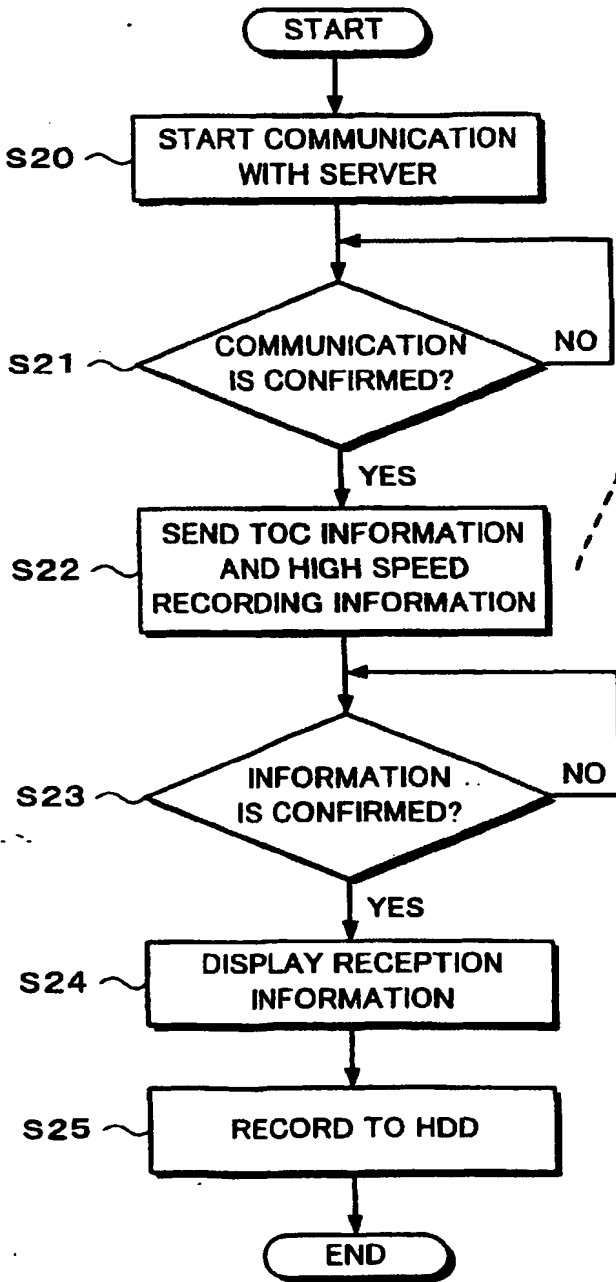 START
S20
START COMMUNICATION
WITH SERVER
S21
COMMUNICATION
IS CONFIRMED?
NO
YES
S22
SEND TOC INFORMATION
AND HIGH SPEED
RECORDING INFORMATION
S23
INFORMATION
IS CONFIRMED?
NO
YES
S24
DISPLAY RECEPTION
INFORMATION
S25
RECORD TO HDD
END